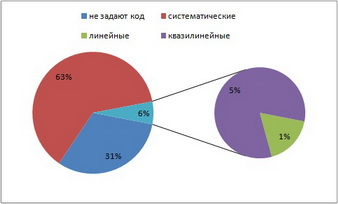 не задают код систематические
линейные квазилинейные
63%
5%
6%
1%
31%